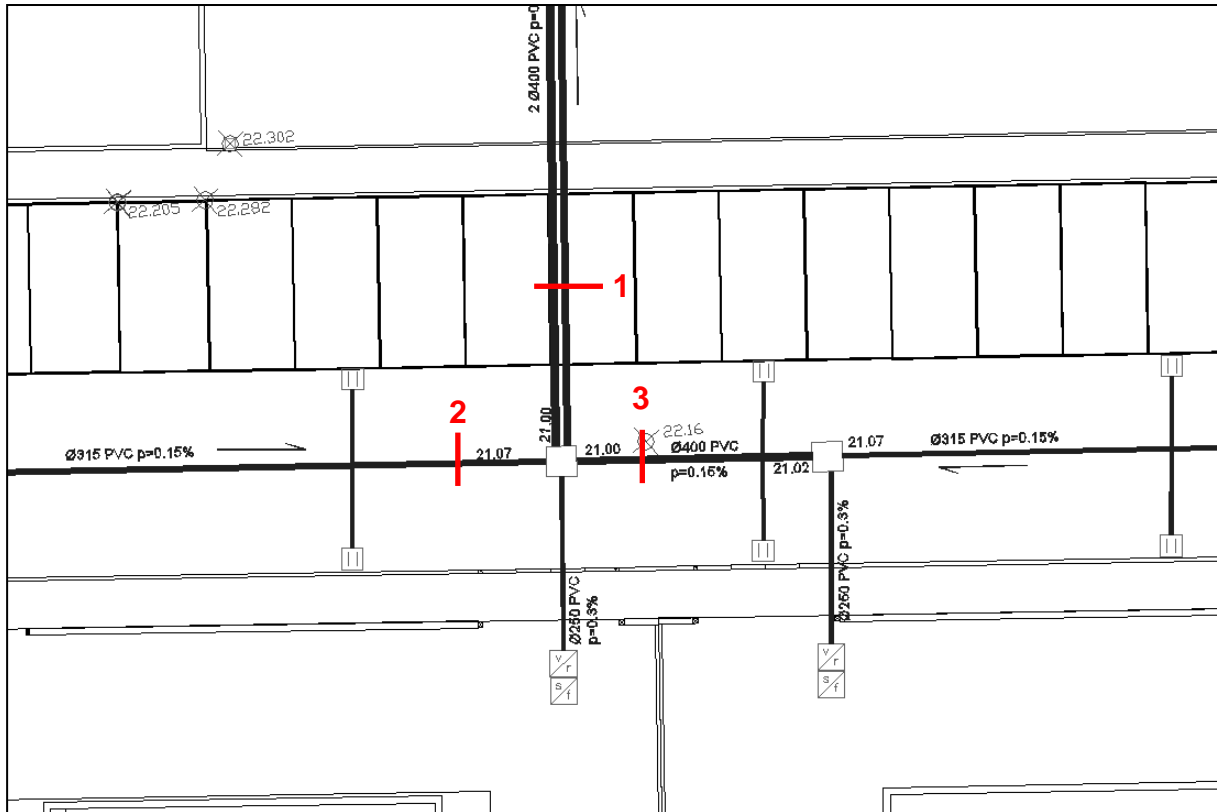 2 Ø400 PVC p=0
22.302
22.205
22.292
1
2
3
22.16
21.00
Ø315 PVC p=0.15%
21.07
21.00
Ø400 PVC
p=0.15%
21.02
21.07
Ø315 PVC p=0.15%
Ø250 PVC
p=0.3%
Ø250 PVC p=0.3%
v/r
s/f
v/r
s/f